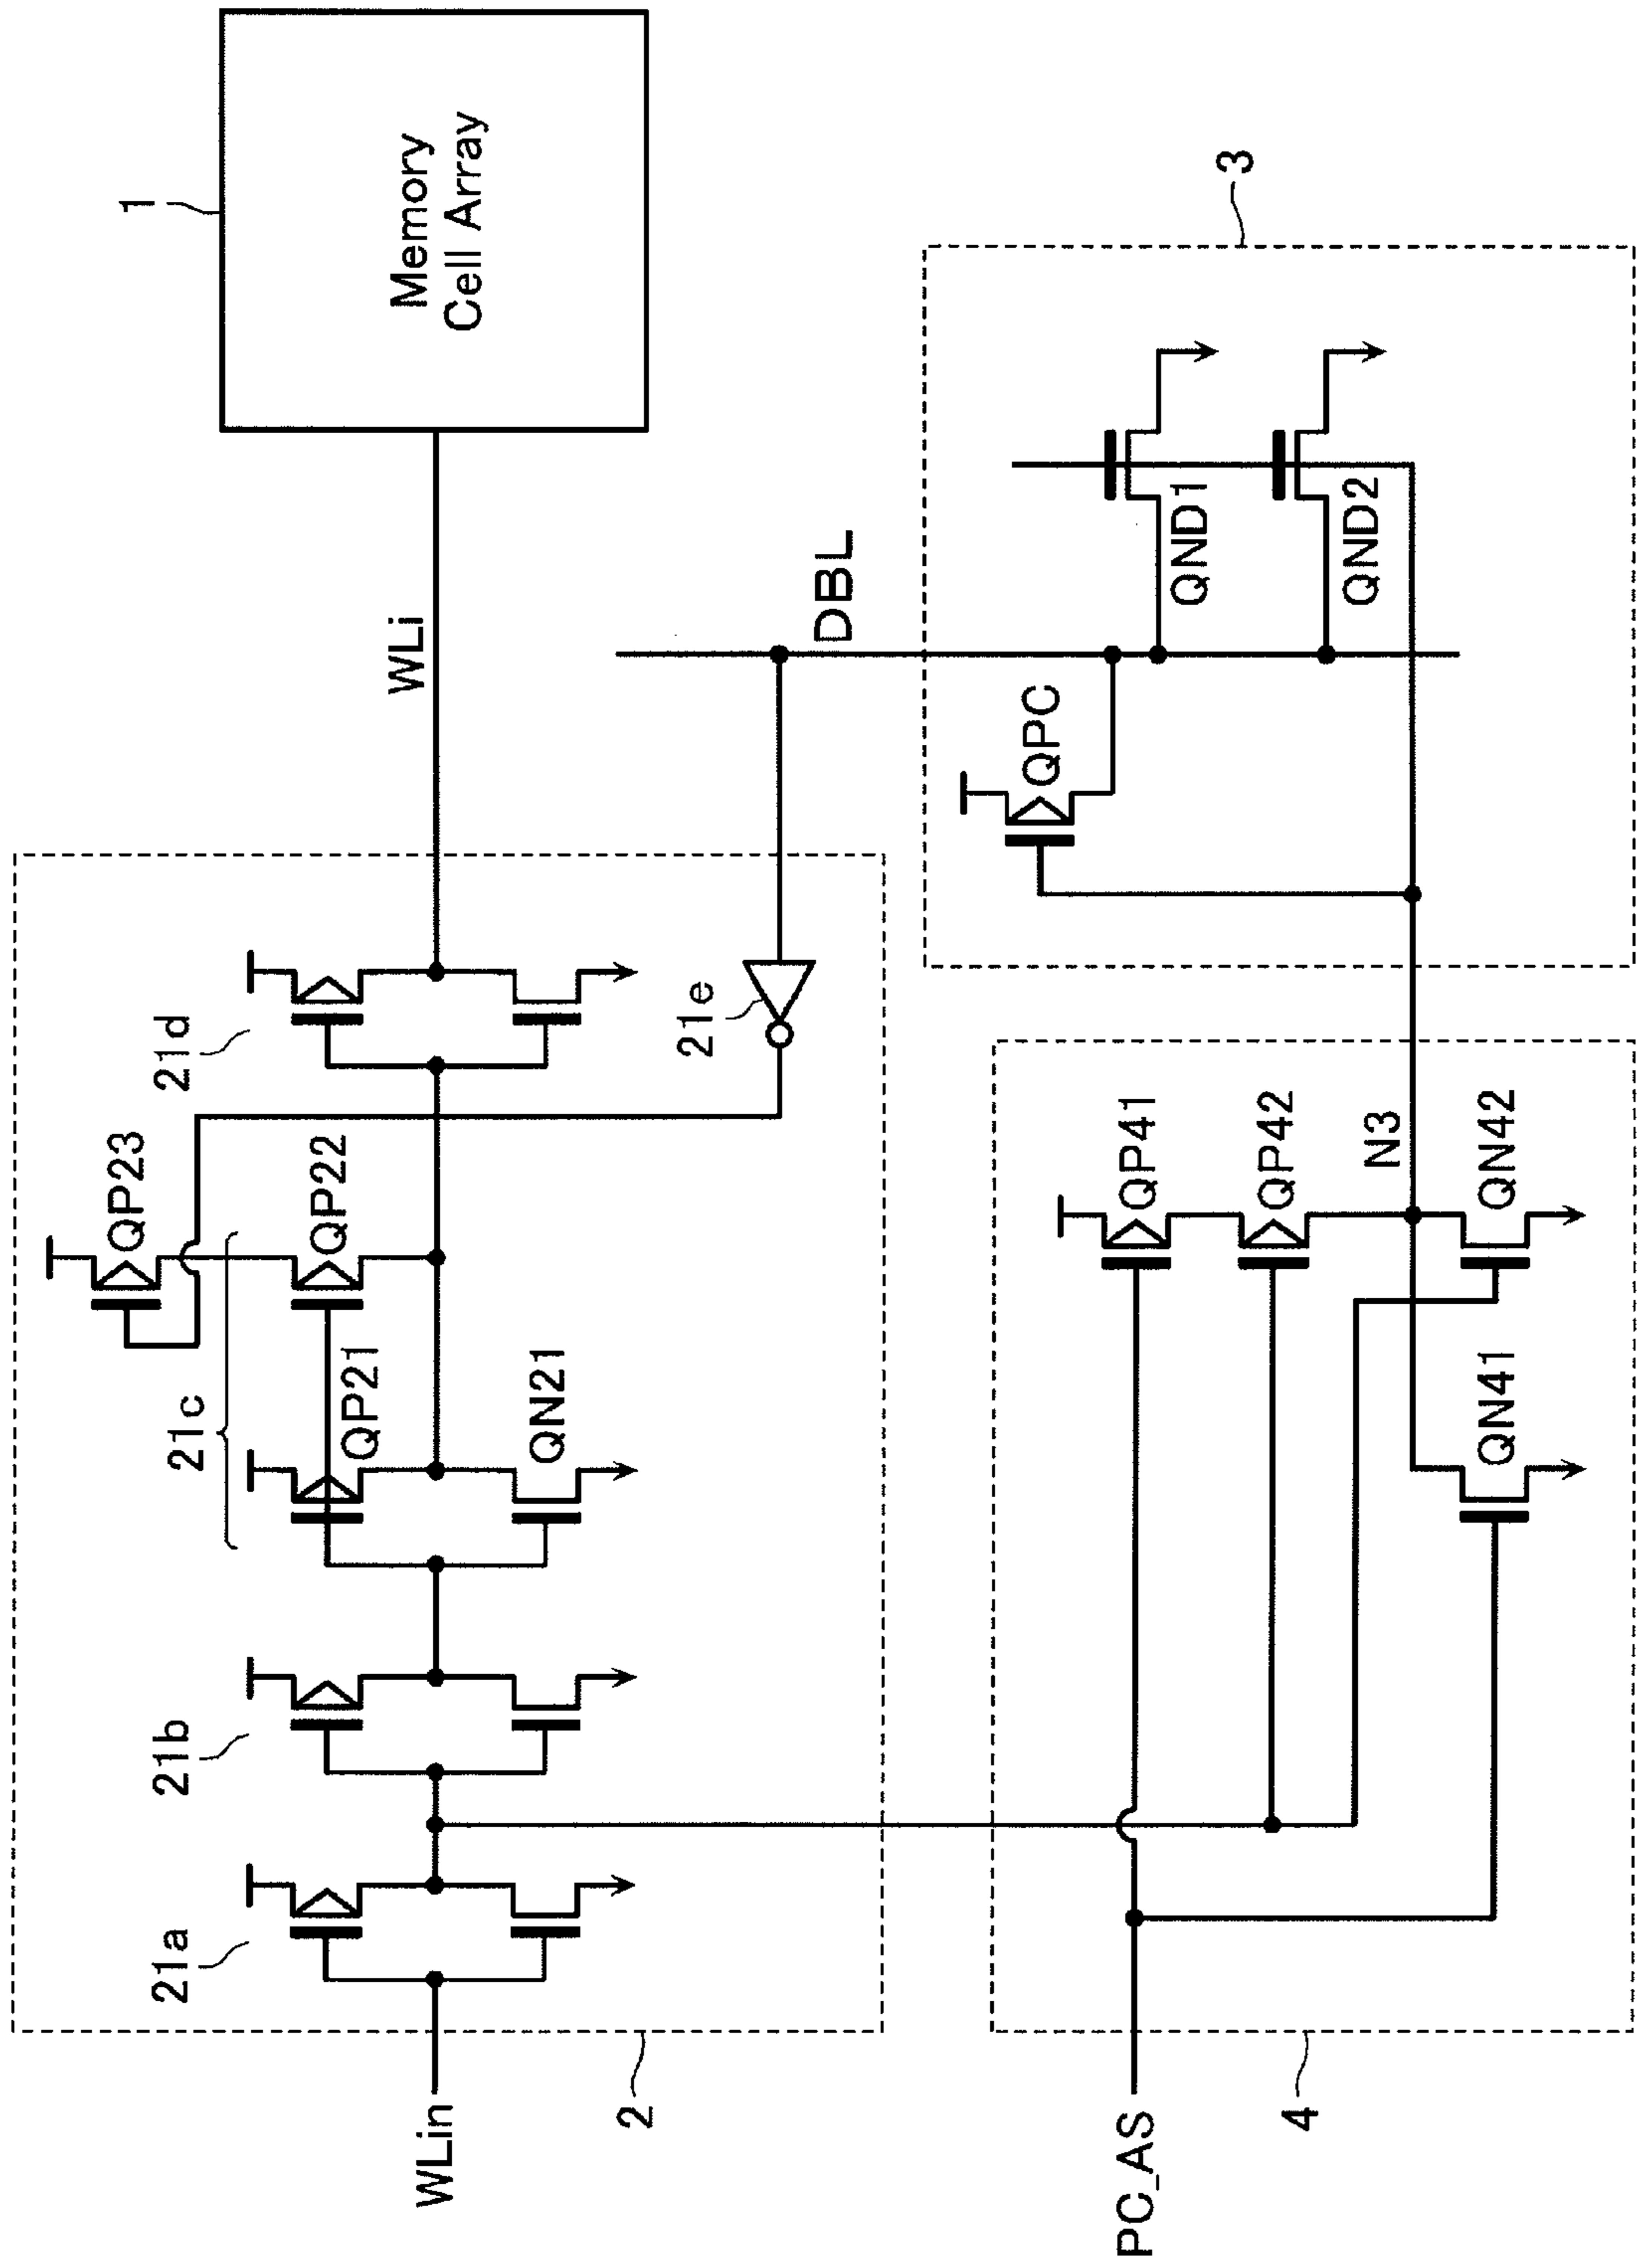 1
Memory
Cell Array
WLi
DBL
3
QPC
QND1
QND2
21d
21e
QP23
QP22
21c
QP21
QN21
21b
21a
WLin
2
QP41
QP42
N3
QN42
QN41
PC_AS
4